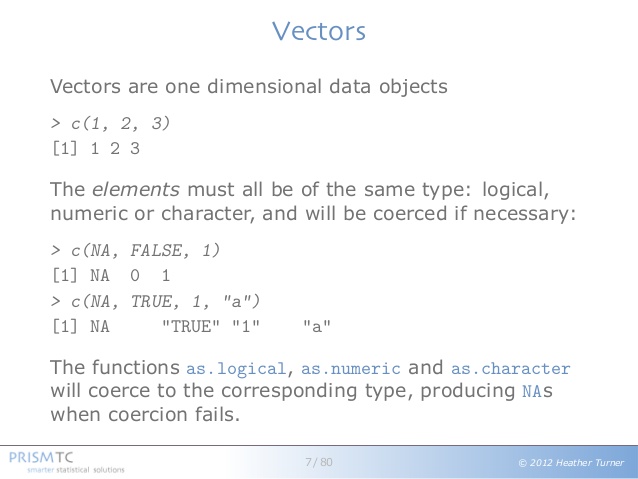 Vectors
Vectors are one dimensional data objects
> c(1, 2, 3)
[1] 1 2 3
The elements must all be of the same type: logical,
numeric or character, and will be coerced if necessary:
> c(NA, FALSE, 1)
[1] NA  0  1
> c(NA, TRUE, 1, "a")
[1] NA     "TRUE" "1"    "a"
The functions as.logical, as.numeric and as.character
will coerce to the corresponding type, producing NAs
when coercion fails.
PRISMTC
smarter statistical solutions
7/80
© 2012 Heather Turner